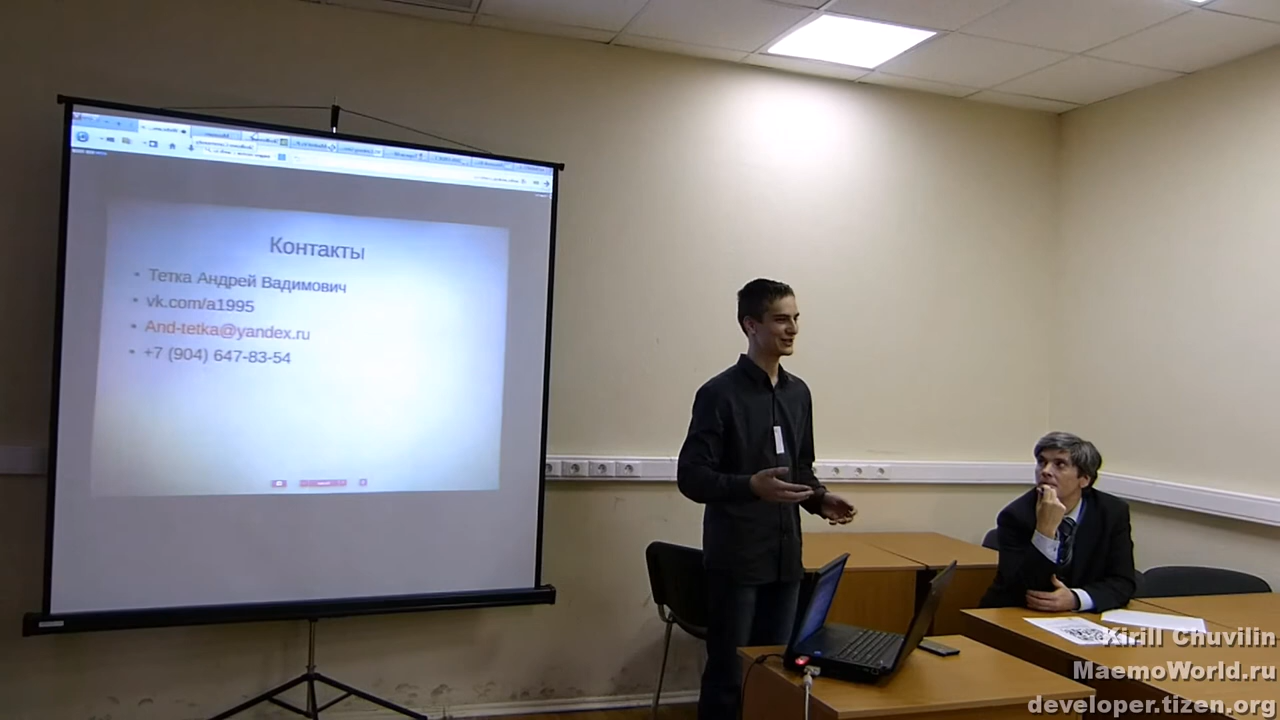 Контакты
Тетка Андрей Вадимович
vk.com/a1995
And-tetka@yandex.ru
+7 (904) 647-83-54
Kirill Chuvilin
MaemoWorld.ru
developer.tizen.org